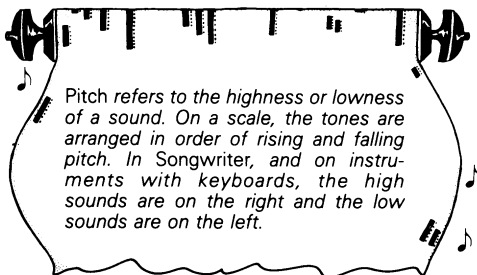 Pitch refers to the highness or lowness
of a sound. On a scale, the tones are
arranged in order of rising and falling
pitch. In Songwriter, and on instru-
ments with keyboards, the high
sounds are on the right and the low
sounds are on the left.